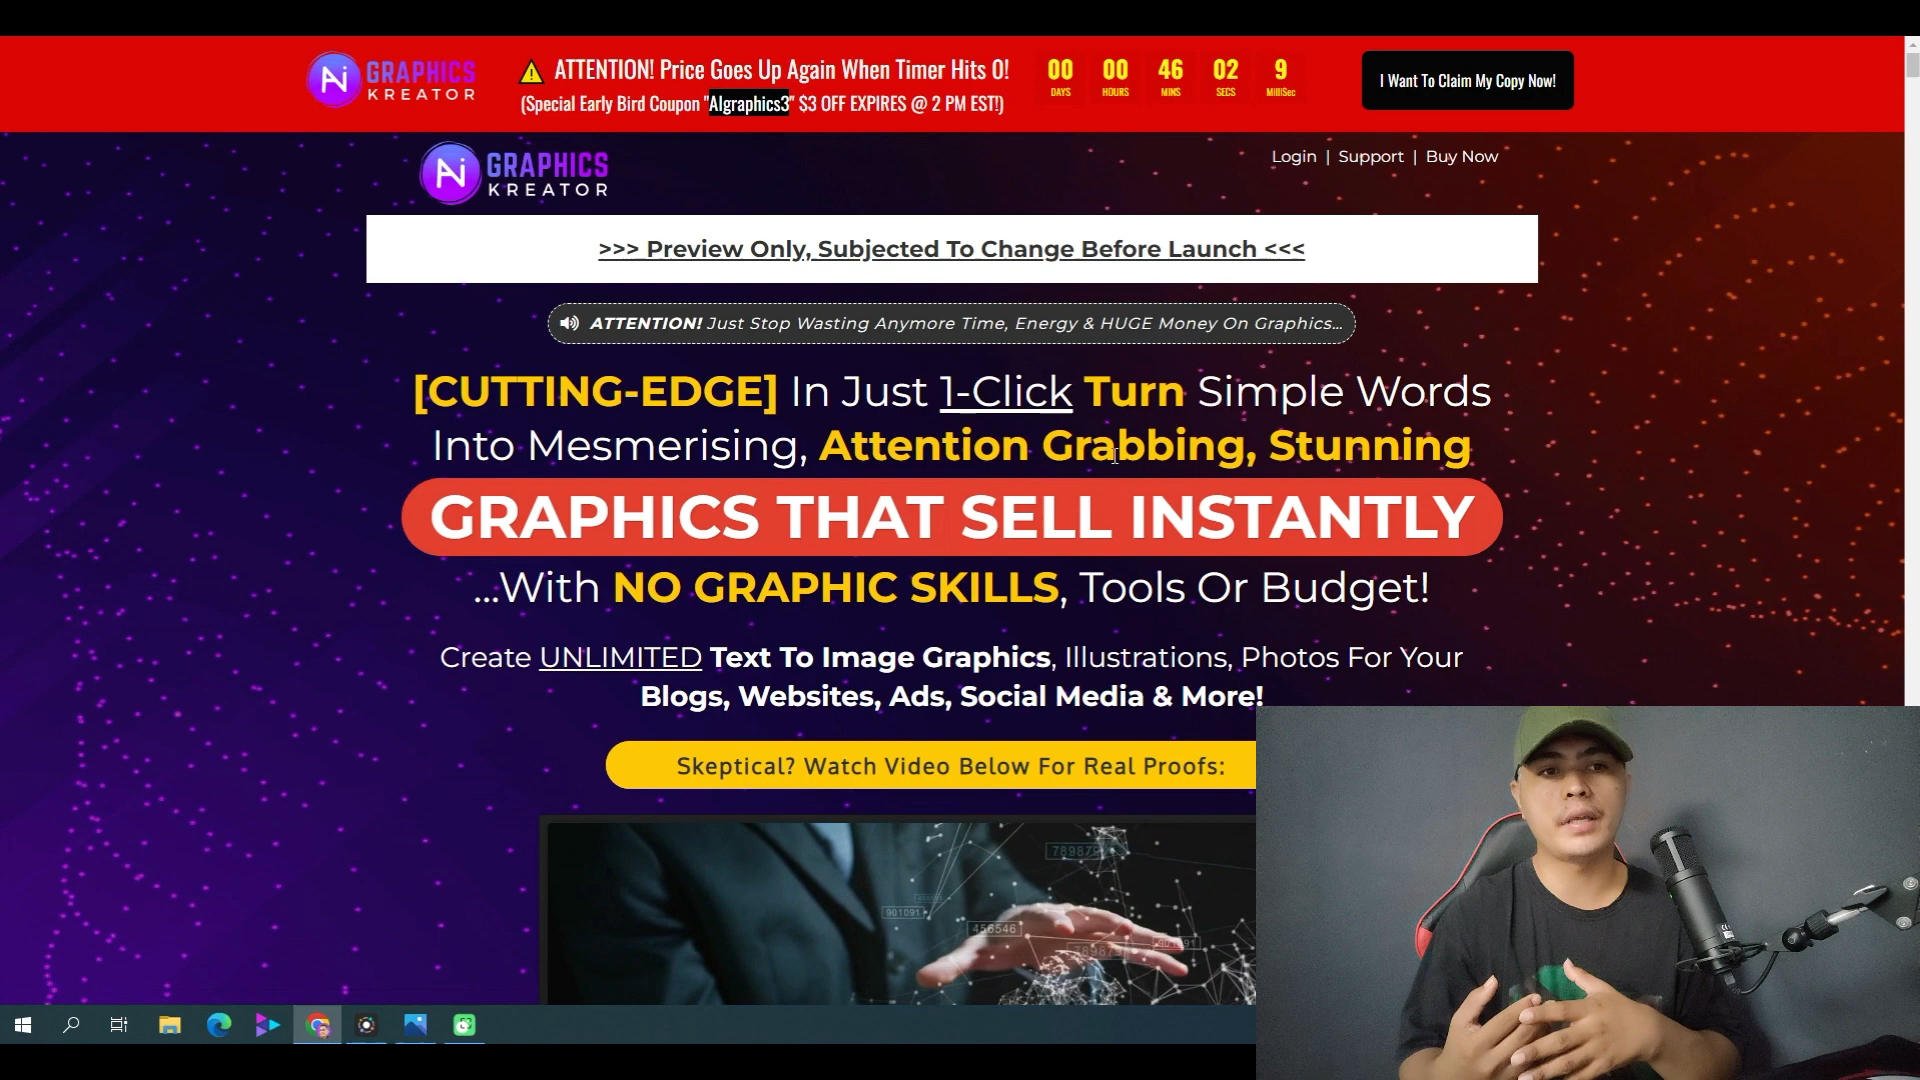 Ai GRAPHICS KREATOR
ATTENTION! Price Goes Up Again When Timer Hits 0!
(Special Early Bird Coupon "AIgraphics3" $3 OFF EXPIRES @ 2 PM EST!)
00 00 46 02 9
DAYS HOURS MINS SECS MilliSec
I Want To Claim My Copy Now!
Ai GRAPHICS KREATOR
Login | Support | Buy Now
>>> Preview Only, Subjected To Change Before Launch <<<
ATTENTION! Just Stop Wasting Anymore Time, Energy & HUGE Money On Graphics...
[CUTTING-EDGE] In Just 1-Click Turn Simple Words
Into Mesmerising, Attention Grabbing, Stunning
GRAPHICS THAT SELL INSTANTLY
...With NO GRAPHIC SKILLS, Tools Or Budget!
Create UNLIMITED Text To Image Graphics, Illustrations, Photos For Your
Blogs, Websites, Ads, Social Media & More!
Skeptical? Watch Video Below For Real Proofs:
901091
456546